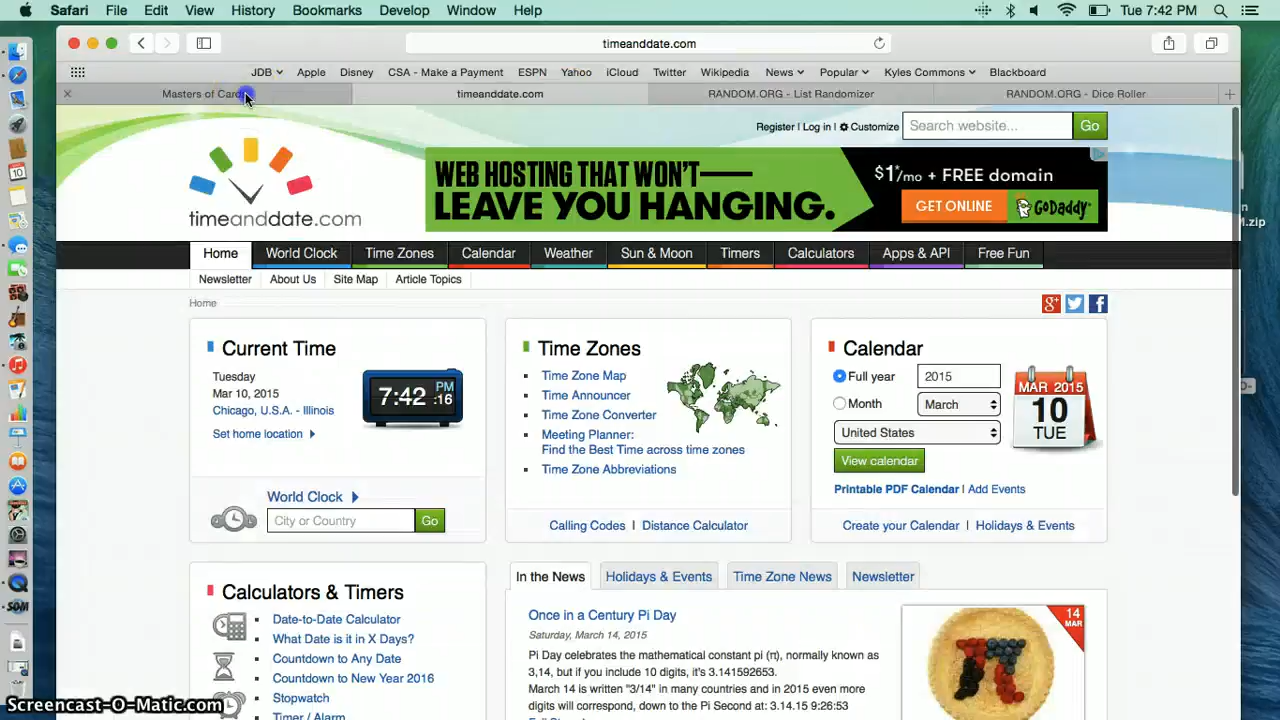 Safari File Edit View History Bookmarks Develop Window Help Tue 7:42 PM
timeanddate.com
JDB Apple Disney CSA - Make a Payment ESPN Yahoo iCloud Twitter Wikipedia News Popular Kyles Commons Blackboard
Masters of Cards timeanddate.com RANDOM.ORG - List Randomizer RANDOM.ORG - Dice Roller
Register | Log in | Customize Search website... Go
timeanddate.com
WEB HOSTING THAT WON'T—
LEAVE YOU HANGING.
$1*/mo + FREE domain
GET ONLINE GoDaddy™
M.zip
Home World Clock Time Zones Calendar Weather Sun & Moon Timers Calculators Apps & API Free Fun
Newsletter About Us Site Map Article Topics
Home
Current Time
Tuesday
Mar 10, 2015
Chicago, U.S.A. - Illinois
Set home location
7:42 PM :16
World Clock
City or Country Go
Time Zones
Time Zone Map
Time Announcer
Time Zone Converter
Meeting Planner:
Find the Best Time across time zones
Time Zone Abbreviations
Calling Codes | Distance Calculator
Calendar
Full year 2015
Month March
United States
View calendar
MAR 2015
10
TUE
Printable PDF Calendar | Add Events
Create your Calendar | Holidays & Events
Calculators & Timers
Date-to-Date Calculator
What Date is it in X Days?
Countdown to Any Date
Countdown to New Year 2016
Stopwatch
Timer / Alarm
In the News Holidays & Events Time Zone News Newsletter
Once in a Century Pi Day
Saturday, March 14, 2015
Pi Day celebrates the mathematical constant pi (π), normally known as
3,14, but if you include 10 digits, it's 3.141592653.
March 14 is written "3/14" in many countries and in 2015 even more
digits will correspond, down to the Pi Second at: 3.14.15 9:26:53
14
MAR
Screencast-O-Matic.com